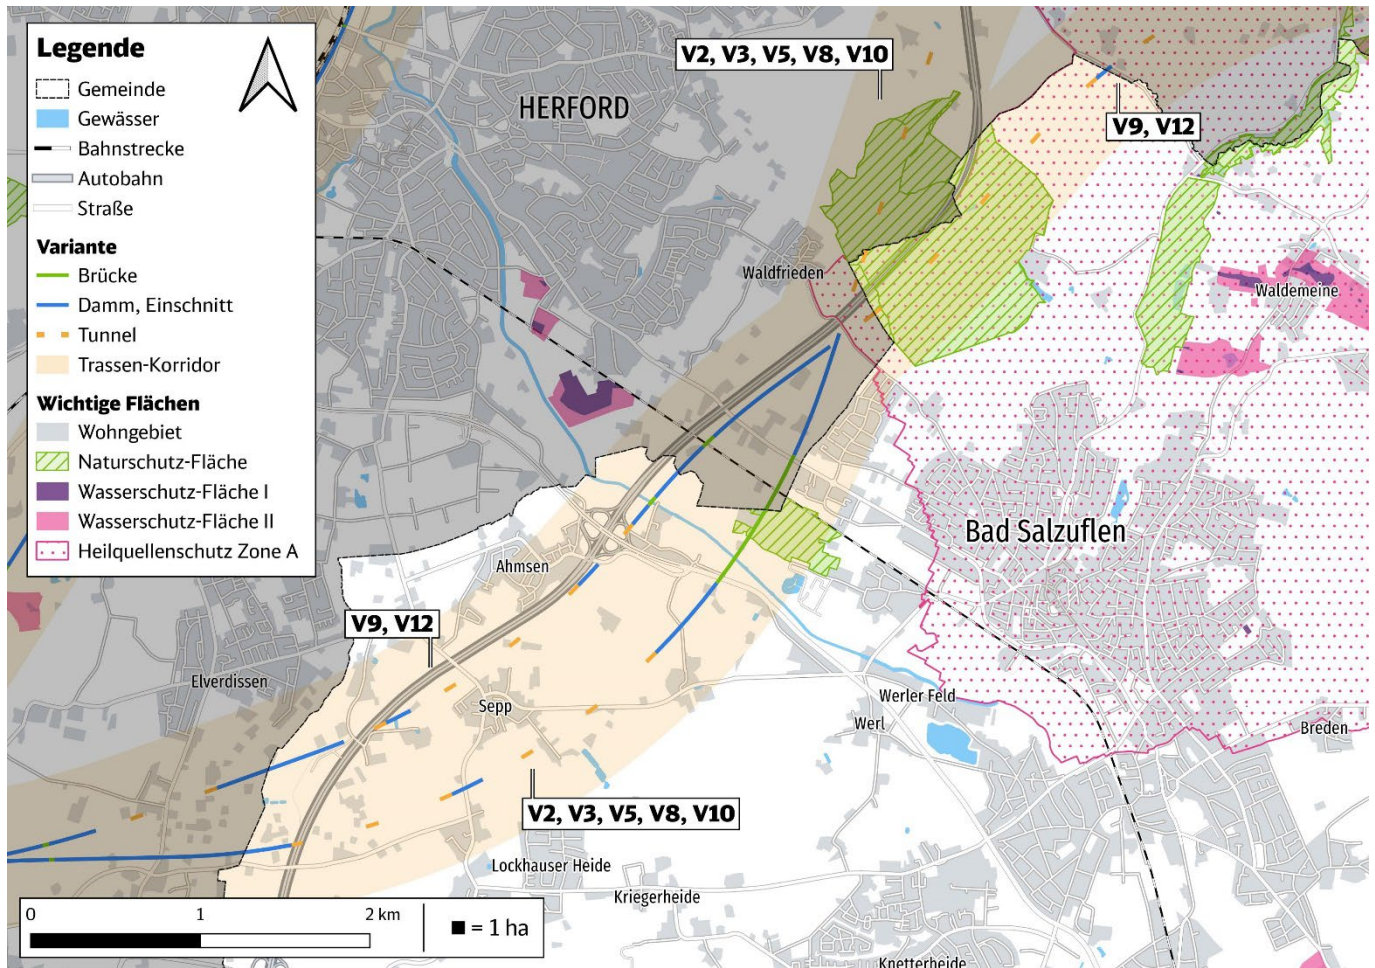 Legende
Gemeinde
Gewässer
Bahnstrecke
Autobahn
Straße
Variante
Brücke
Damm, Einschnitt
Tunnel
Trassen-Korridor
Wichtige Flächen
Wohngebiet
Naturschutz-Fläche
Wasserschutz-Fläche I
Wasserschutz-Fläche II
Heilquellenschutz Zone A
V2, V3, V5, V8, V10
HERFORD
V9, V12
Waldfrieden
Waldemeine
Bad Salzuflen
Ahmsen
V9, V12
Elverdissen
Sepp
Werler Feld
Werl
Breden
V2, V3, V5, V8, V10
Lockhauser Heide
Kriegerheide
Knetterheide
0 1 2 km
= 1 ha